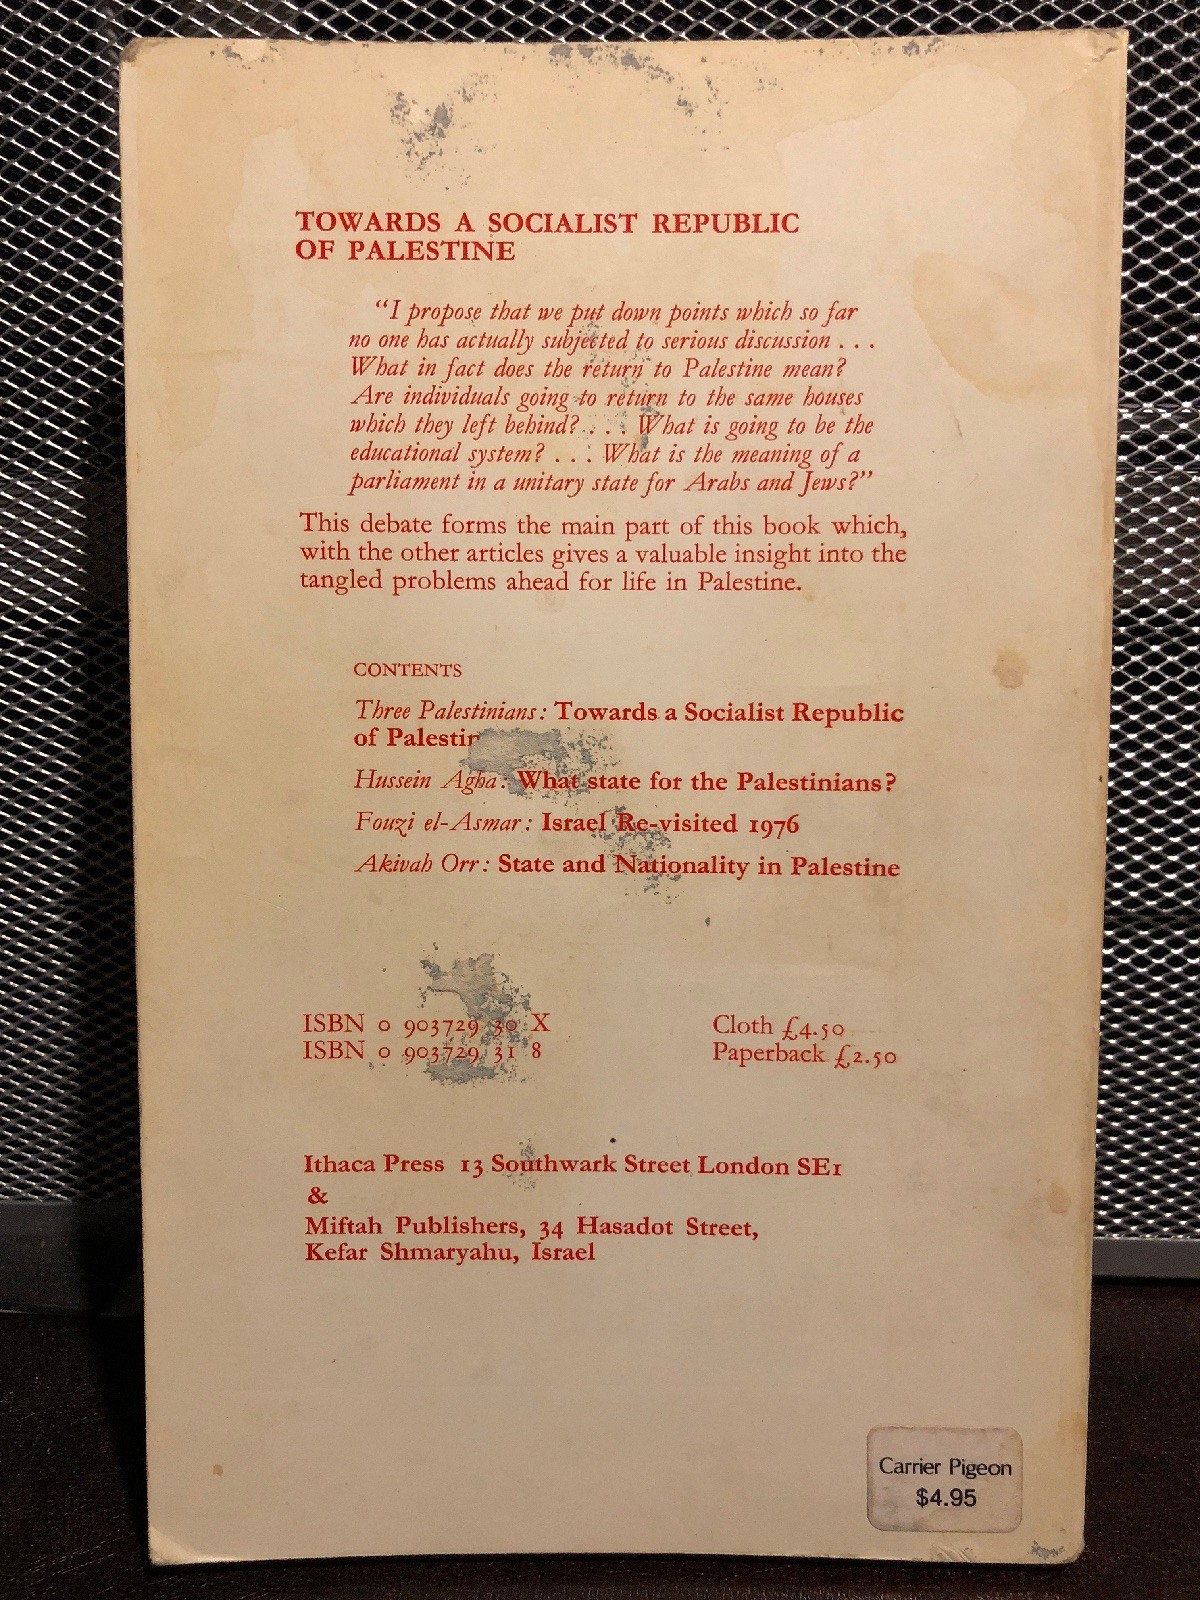 TOWARDS A SOCIALIST REPUBLIC
OF PALESTINE
"I propose that we put down points which so far
no one has actually subjected to serious discussion . . .
What in fact does the return to Palestine mean?
Are individuals going to return to the same houses
which they left behind? . . . What is going to be the
educational system? . . . What is the meaning of a
parliament in a unitary state for Arabs and Jews?"
This debate forms the main part of this book which,
with the other articles gives a valuable insight into the
tangled problems ahead for life in Palestine.
CONTENTS
Three Palestinians: Towards a Socialist Republic
of Palestin
Hussein Agha: What state for the Palestinians?
Fouzi el-Asmar: Israel Re-visited 1976
Akivah Orr: State and Nationality in Palestine
ISBN 0 903729 30 X
ISBN 0 903729 31 8
Cloth £4.50
Paperback £2.50
Ithaca Press 13 Southwark Street London SE1
&
Miftah Publishers, 34 Hasadot Street,
Kefar Shmaryahu, Israel
Carrier Pigeon
$4.95